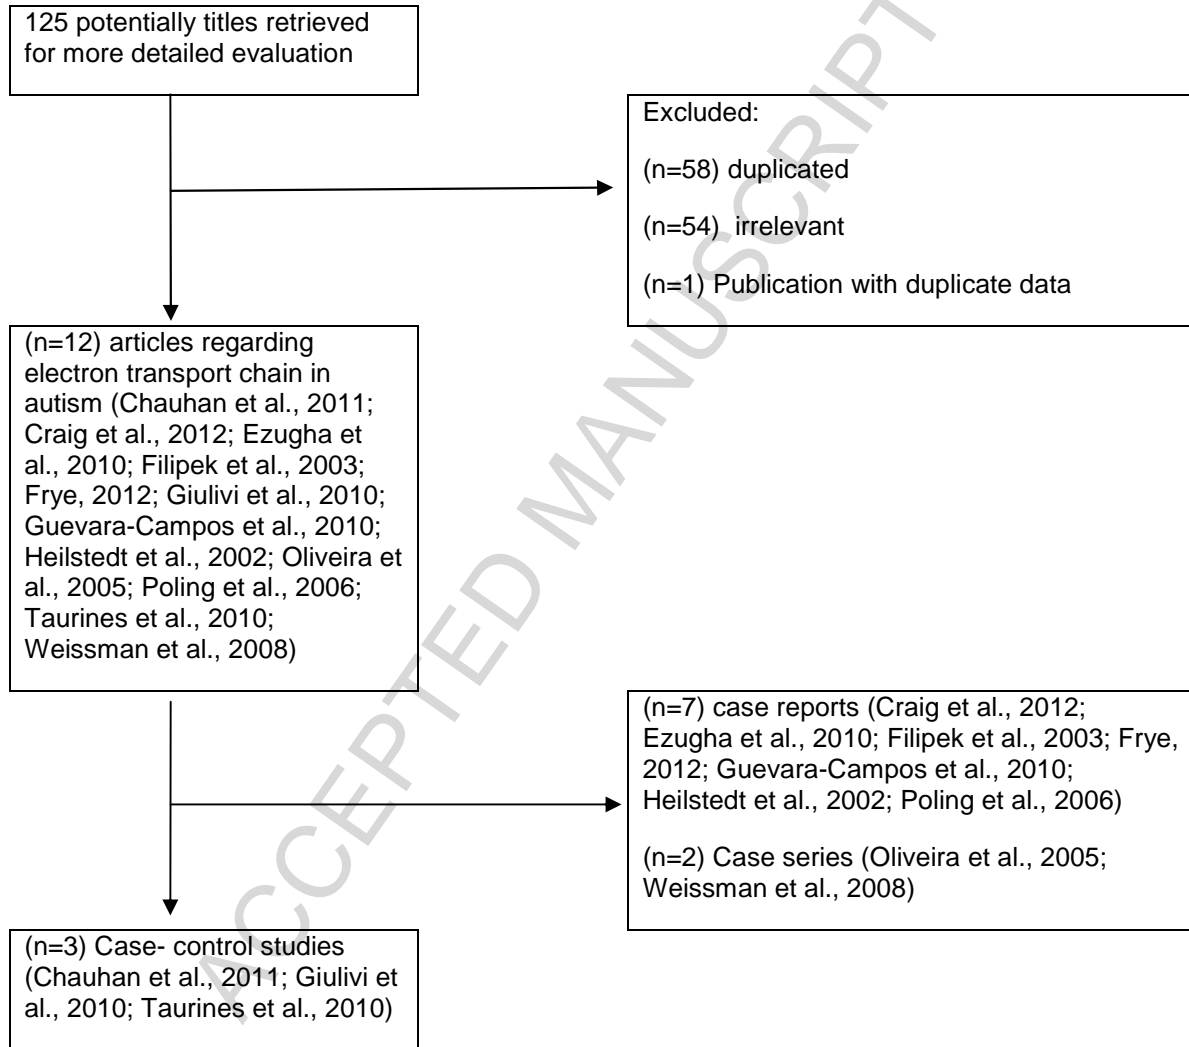 125 potentially titles retrieved
for more detailed evaluation
Excluded:
(n=58) duplicated
(n=54) irrelevant
(n=1) Publication with duplicate data
(n=12) articles regarding
electron transport chain in
autism (Chauhan et al., 2011;
Craig et al., 2012; Ezugha et
al., 2010; Filipek et al., 2003;
Frye, 2012; Giulivi et al., 2010;
Guevara-Campos et al., 2010;
Heilstedt et al., 2002; Oliveira et
al., 2005; Poling et al., 2006;
Taurines et al., 2010;
Weissman et al., 2008)
(n=7) case reports (Craig et al., 2012;
Ezugha et al., 2010; Filipek et al., 2003; Frye,
2012; Guevara-Campos et al., 2010;
Heilstedt et al., 2002; Poling et al., 2006)
(n=2) Case series (Oliveira et al., 2005;
Weissman et al., 2008)
(n=3) Case- control studies
(Chauhan et al., 2011; Giulivi et
al., 2010; Taurines et al., 2010)
ACCEPTED MANUSCRIPT